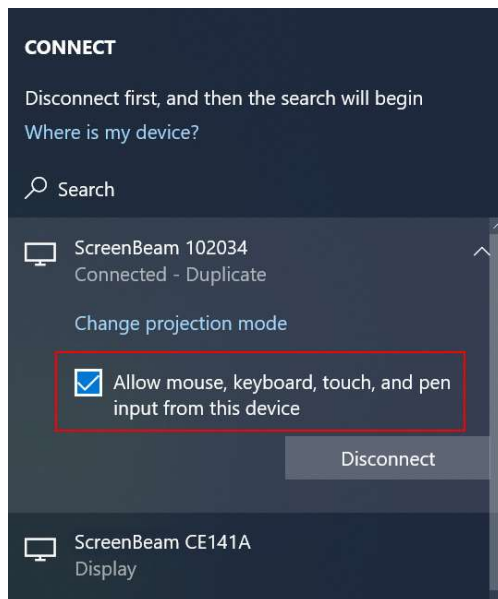 CONNECT
Disconnect first, and then the search will begin
Where is my device?
Search
ScreenBeam 102034
Connected - Duplicate
Change projection mode
Allow mouse, keyboard, touch, and pen
input from this device
Disconnect
ScreenBeam CE141A
Display